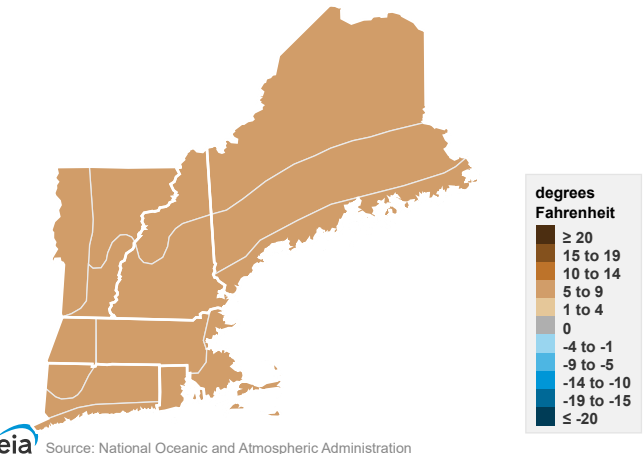 degrees
Fahrenheit
≥ 20
15 to 19
10 to 14
5 to 9
1 to 4
0
-4 to -1
-9 to -5
-14 to -10
-19 to -15
≤ -20
eia
Source: National Oceanic and Atmospheric Administration